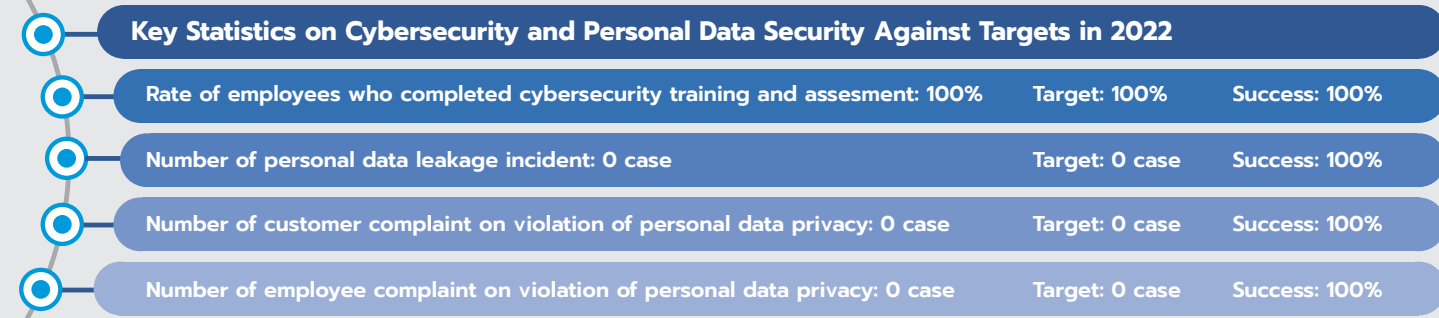 Key Statistics on Cybersecurity and Personal Data Security Against Targets in 2022
Rate of employees who completed cybersecurity training and assesment: 100% Target: 100% Success: 100%
Number of personal data leakage incident: 0 case Target: 0 case Success: 100%
Number of customer complaint on violation of personal data privacy: 0 case Target: 0 case Success: 100%
Number of employee complaint on violation of personal data privacy: 0 case Target: 0 case Success: 100%